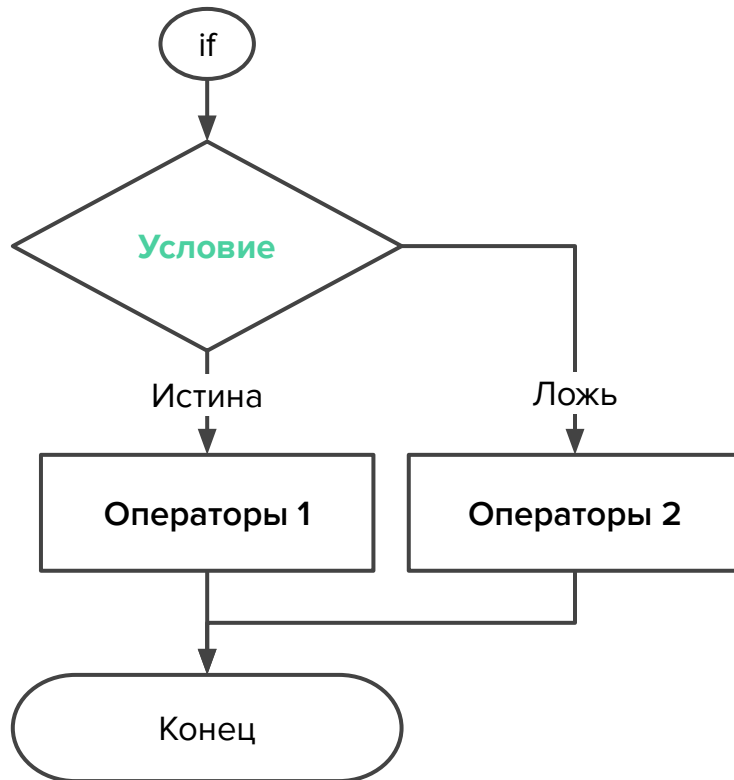 if
Условие
Истина
Ложь
Операторы 1
Операторы 2
Конец